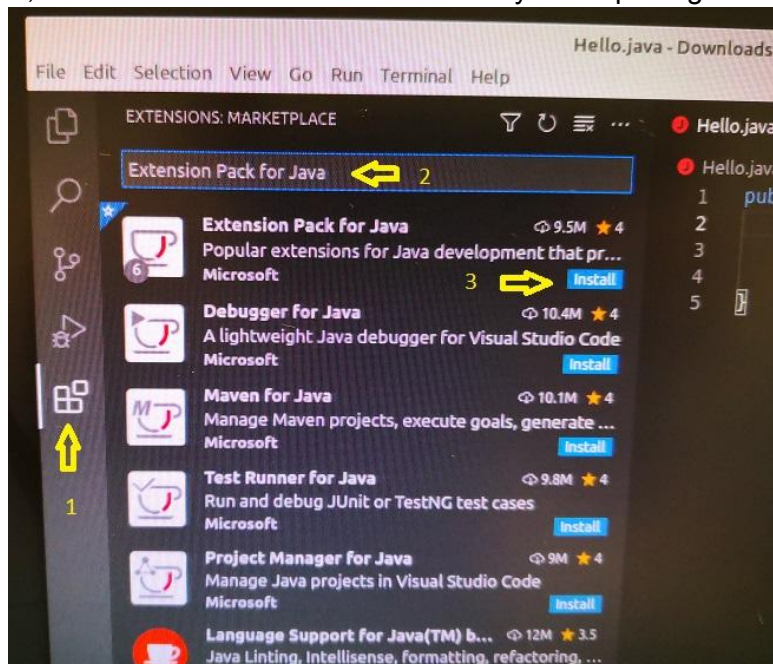 Hello.java - Downloads
File Edit Selection View Go Run Terminal Help
EXTENSIONS: MARKETPLACE
Hello.java
Extension Pack for Java
2
Hello.jav
1 pub
Extension Pack for Java 9.5M 4
2
Popular extensions for Java development that pr...
3
6
Microsoft
3
Install
4
Debugger for Java 10.4M 4
5 }
A lightweight Java debugger for Visual Studio Code
Microsoft
Install
Maven for Java 10.1M 4
M
Manage Maven projects, execute goals, generate ...
Microsoft
Install
Test Runner for Java 9.8M 4
1
Run and debug JUnit or TestNG test cases
Microsoft
Install
Project Manager for Java 9M 4
Manage Java projects in Visual Studio Code
Microsoft
Install
Language Support for Java(TM) b... 12M 3.5
Java Linting, Intellisense, formatting, refactoring, ...